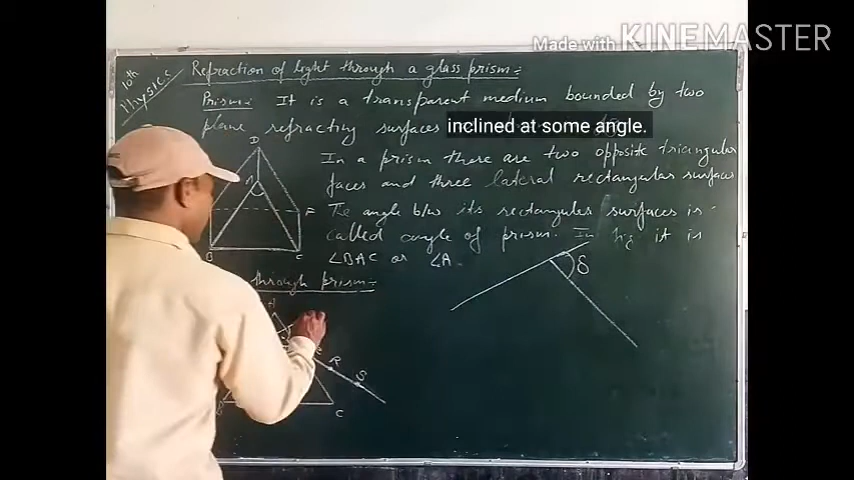 Made with KINEMASTER
10th
Physics
Refraction of light through a glass prism:
Prism: It is a transparent medium bounded by two
plane refracting surfaces
inclined at some angle.
In a prism there are two opposite triangular
faces and three lateral rectangular surfaces
The angle b/w its rectangular surfaces is
called angle of prism. In fig it is
∠BAC or ∠A
D
A
F
B
C
through prism:
A
R
S
B
C
δ